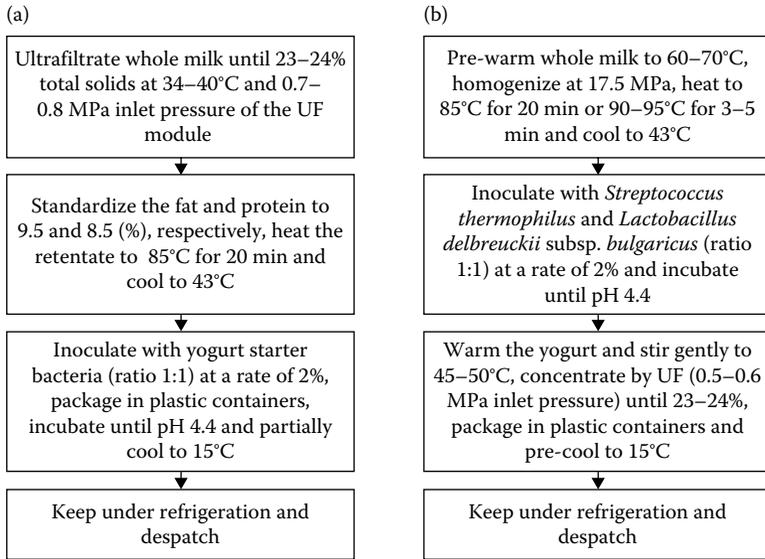 (a)
Ultrafiltrate whole milk until 23–24%
total solids at 34–40°C and 0.7–
0.8 MPa inlet pressure of the UF
module
Standardize the fat and protein to
9.5 and 8.5 (%), respectively, heat the
retentate to 85°C for 20 min and
cool to 43°C
Inoculate with yogurt starter
bacteria (ratio 1:1) at a rate of 2%,
package in plastic containers,
incubate until pH 4.4 and partially
cool to 15°C
Keep under refrigeration and
despatch
(b)
Pre-warm whole milk to 60–70°C,
homogenize at 17.5 MPa, heat to
85°C for 20 min or 90–95°C for 3–5
min and cool to 43°C
Inoculate with Streptococcus
thermophilus and Lactobacillus
delbreuckii subsp. bulgaricus (ratio
1:1) at a rate of 2% and incubate
until pH 4.4
Warm the yogurt and stir gently to
45–50°C, concentrate by UF (0.5–0.6
MPa inlet pressure) until 23–24%,
package in plastic containers and
pre-cool to 15°C
Keep under refrigeration and
despatch